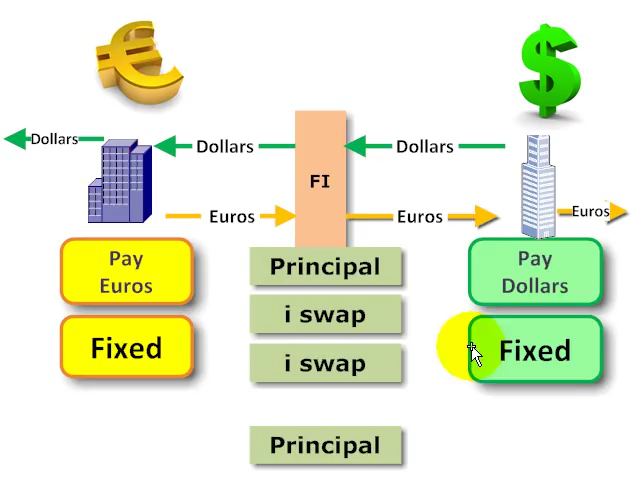 Dollars
Dollars
Dollars
FI
Euros
Euros
Euros
Pay
Euros
Principal
Pay
Dollars
i swap
Fixed
i swap
Fixed
Principal